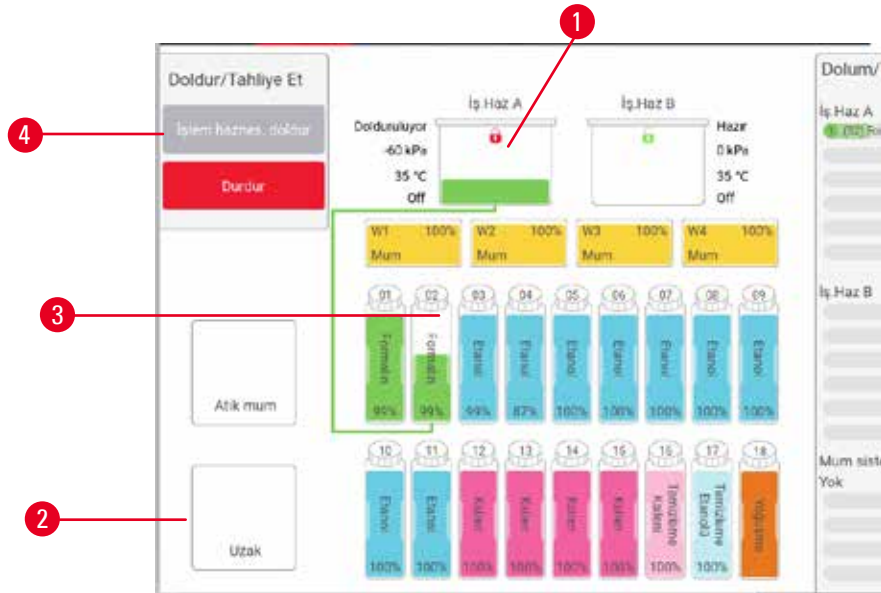 1
Doldur/Tahliye Et
Dolum/
4
İşlem haznes. doldur
Durdur
İş Haz A
İş.Haz B
Dolduruluyor
-60 kPa
35 °C
Off
Hazır
0 kPa
35 °C
Off
İş Haz A
W1 100% W2 100% W3 100% W4 100%
Mum Mum Mum Mum
İş Haz B
3
01 02 03 04 05 06 07 08 09
Formalin Formalin Etanol Etanol Etanol Etanol Etanol Etanol Etanol
99% 99% 99% 87% 100% 100% 100% 100% 100%
Atık mum
10 11 12 13 14 15 16 17 18
Mum siste
Yok
2
Etanol Etanol Ksilen Ksilen Ksilen Ksilen Temizleme Ksileni Temizleme Etanolü Yoğuşma
100% 100% 100% 100% 100% 100% 100% 100%
Uzak